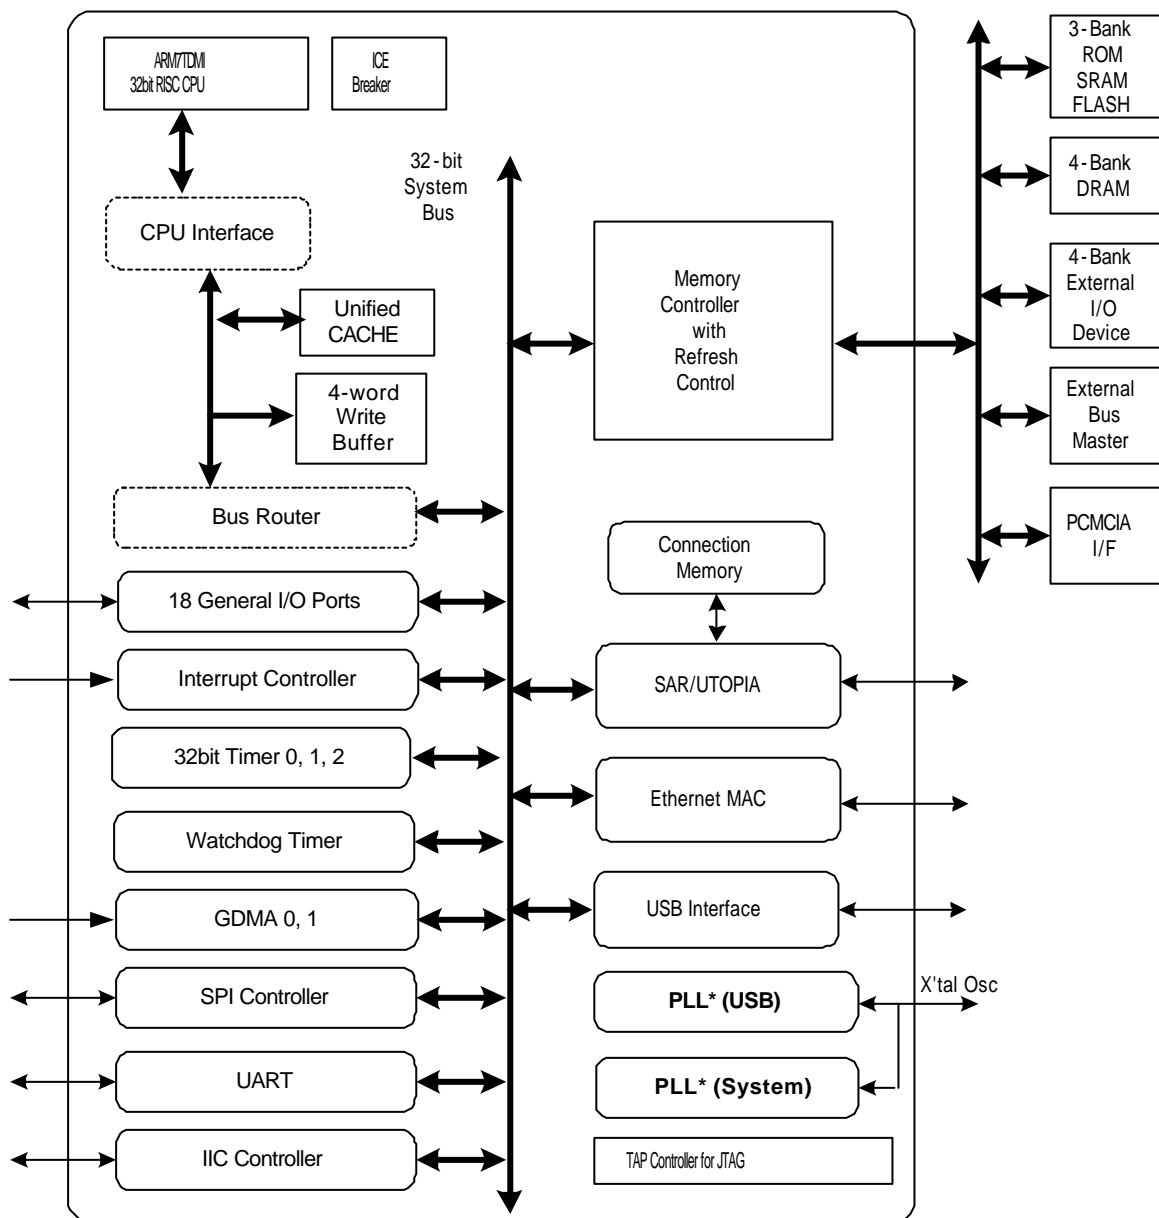 ARM7TDMI
32bit RISC CPU
ICE
Breaker
CPU Interface
Unified
CACHE
4-word
Write
Buffer
Bus Router
32-bit
System
Bus
18 General I/O Ports
Interrupt Controller
32bit Timer 0, 1, 2
Watchdog Timer
GDMA 0, 1
SPI Controller
UART
IIC Controller
Memory
Controller
with
Refresh
Control
Connection
Memory
SAR/UTOPIA
Ethernet MAC
USB Interface
PLL* (USB)
PLL* (System)
TAP Controller for JTAG
X'tal Osc
3-Bank
ROM
SRAM
FLASH
4-Bank
DRAM
4-Bank
External
I/O
Device
External
Bus
Master
PCMCIA
I/F